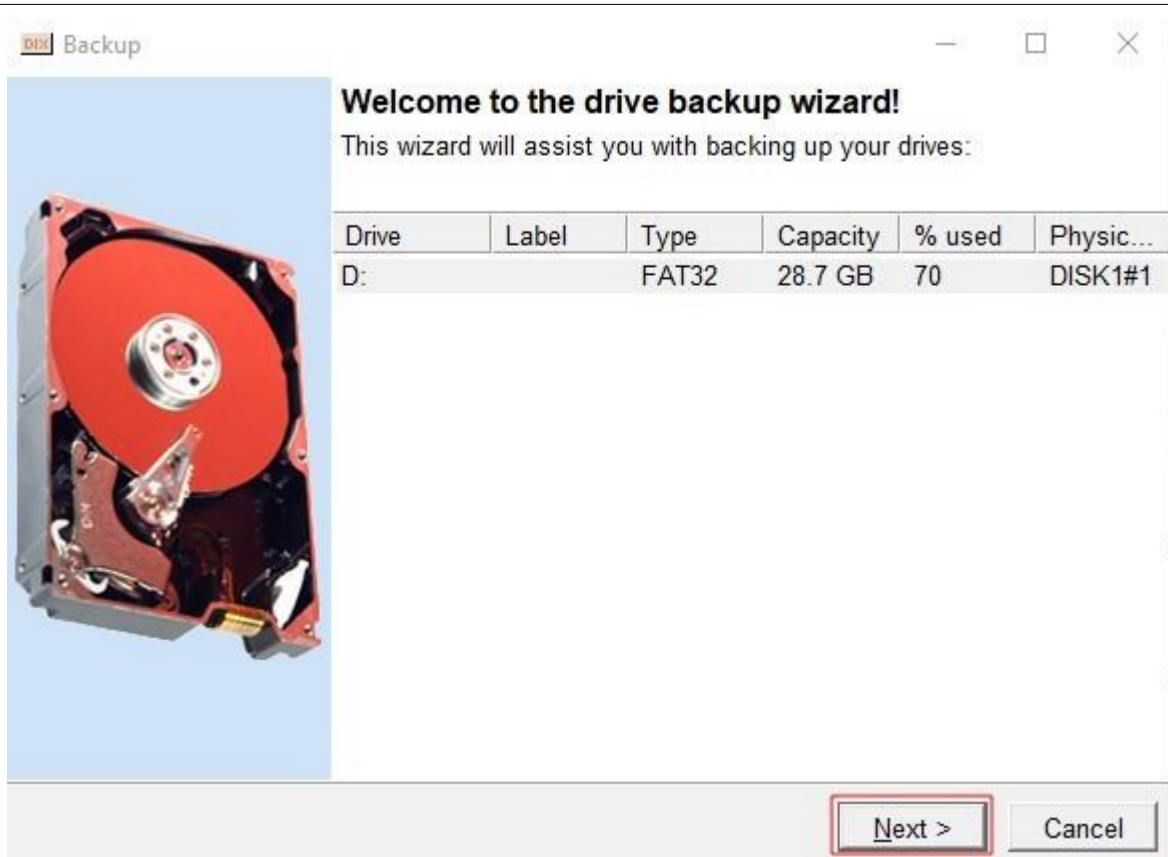 DIX Backup
Welcome to the drive backup wizard!
This wizard will assist you with backing up your drives:
Drive Label Type Capacity % used Physic...
D: FAT32 28.7 GB 70 DISK1#1
Next > Cancel